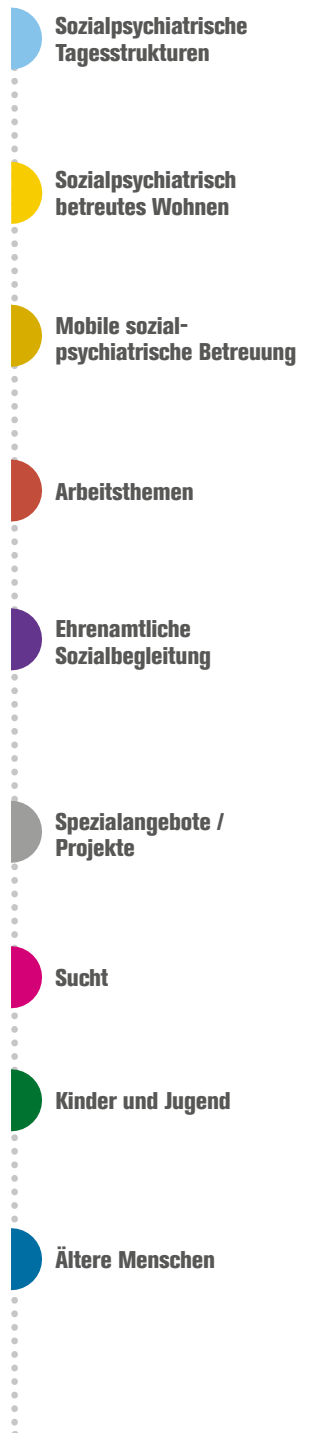 Sozialpsychiatrische
Tagesstrukturen
Sozialpsychiatrisch
betreutes Wohnen
Mobile sozial-
psychiatrische Betreuung
Arbeitsthemen
Ehrenamtliche
Sozialbegleitung
Spezialangebote /
Projekte
Sucht
Kinder und Jugend
Ältere Menschen